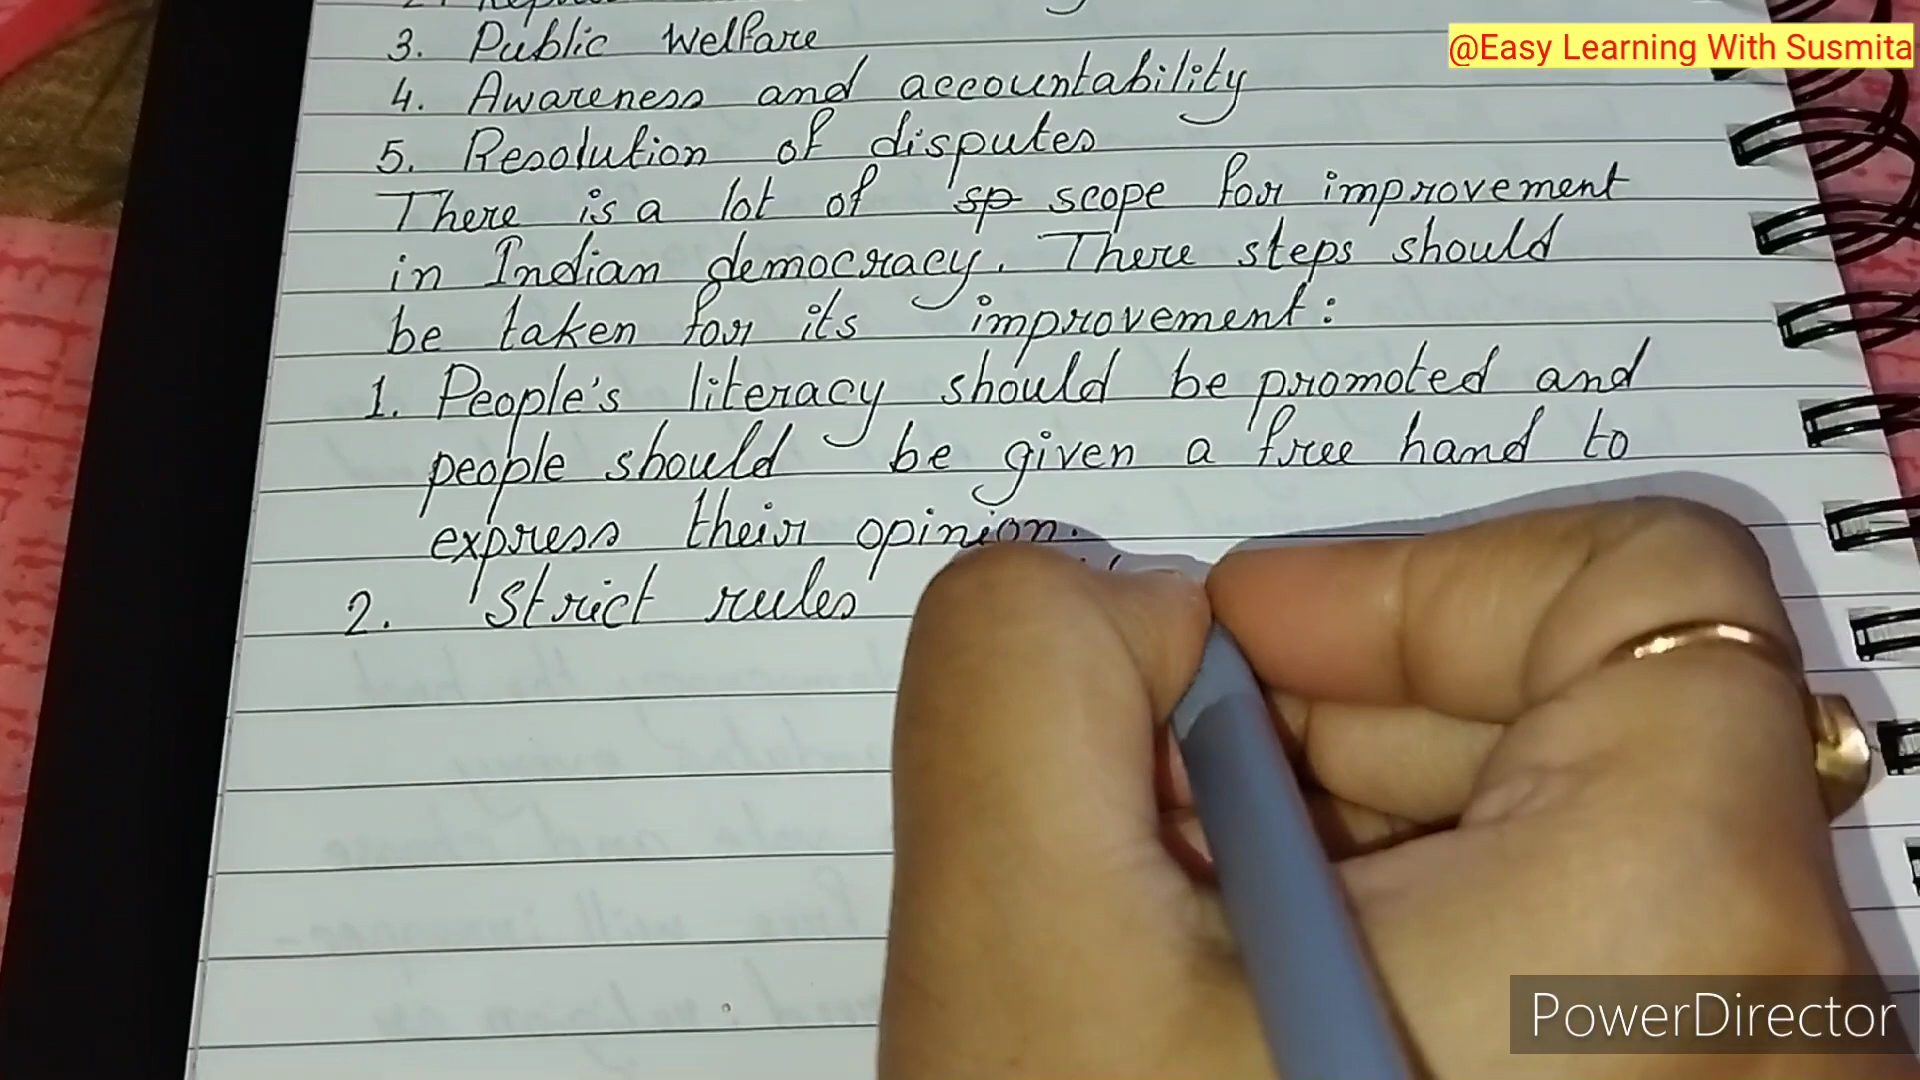 3. Public Welfare
4. Awareness and accountability
5. Resolution of disputes
There is a lot of sp scope for improvement
in Indian democracy. There steps should
be taken for its improvement:
1. People's literacy should be promoted and
people should be given a free hand to
express their opinion.
2. Strict rules
@Easy Learning With Susmita
PowerDirector